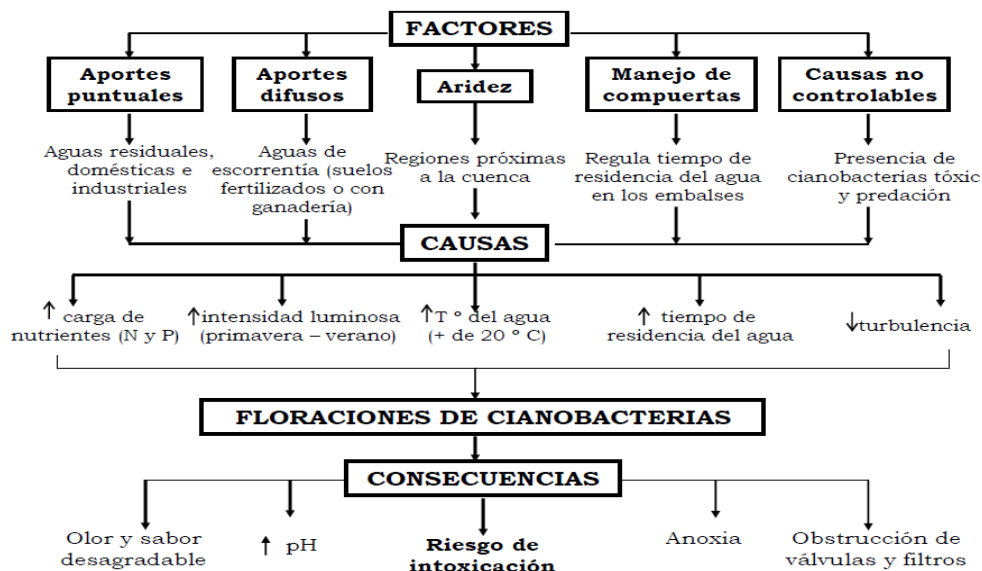 FACTORES
Aportes
puntuales
Aportes
difusos
Aridez
Manejo de
compuertas
Causas no
controlables
Aguas residuales,
domésticas e
industriales
Aguas de
escorrentía (suelos
fertilizados o con
ganadería)
Regiones próximas
a la cuenca
Regula tiempo de
residencia del agua
en los embalses
Presencia de
cianobacterias tóxic
y predación
CAUSAS
↑ carga de
nutrientes (N y P)
↑intensidad luminosa
(primavera – verano)
↑T º del agua
(+ de 20 º C)
↑ tiempo de
residencia del agua
↓turbulencia
FLORACIONES DE CIANOBACTERIAS
CONSECUENCIAS
Olor y sabor
desagradable
↑ pH
Riesgo de
intoxicación
Anoxia
Obstrucción de
válvulas y filtros